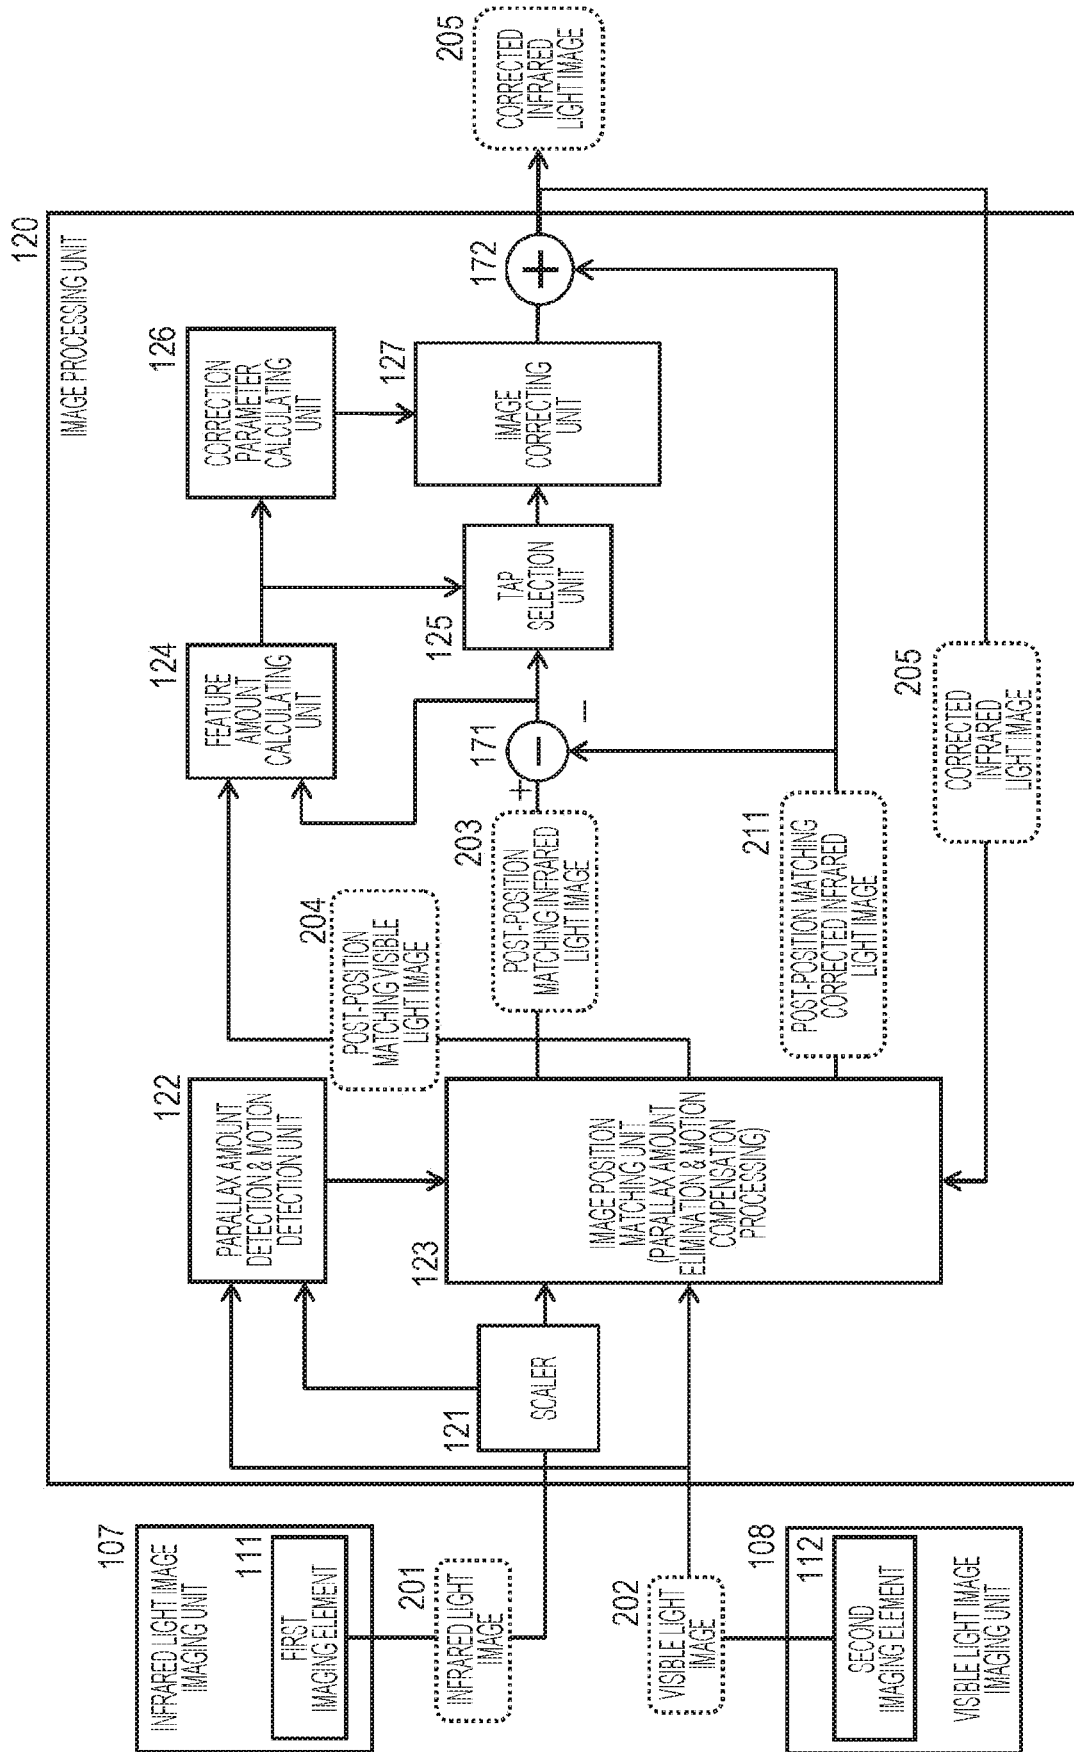 107
INFRARED LIGHT IMAGE
IMAGING UNIT
111
FIRST
IMAGING ELEMENT
201
INFRARED LIGHT
IMAGE
202
VISIBLE LIGHT
IMAGE
108
112
SECOND
IMAGING ELEMENT
VISIBLE LIGHT IMAGE
IMAGING UNIT
120
IMAGE PROCESSING UNIT
121
SCALER
122
PARALLAX AMOUNT
DETECTION & MOTION
DETECTION UNIT
123
IMAGE POSITION
MATCHING UNIT
(PARALLAX AMOUNT
ELIMINATION & MOTION
COMPENSATION
PROCESSING)
204
POST-POSITION
MATCHING VISIBLE
LIGHT IMAGE
203
POST-POSITION
MATCHING INFRARED
LIGHT IMAGE
211
POST-POSITION MATCHING
CORRECTED INFRARED
LIGHT IMAGE
124
FEATURE
AMOUNT
CALCULATING
UNIT
171
+
−
−
125
TAP
SELECTION
UNIT
126
CORRECTION
PARAMETER
CALCULATING
UNIT
127
IMAGE
CORRECTING
UNIT
172
+
205
CORRECTED
INFRARED
LIGHT IMAGE
205
CORRECTED
INFRARED
LIGHT IMAGE